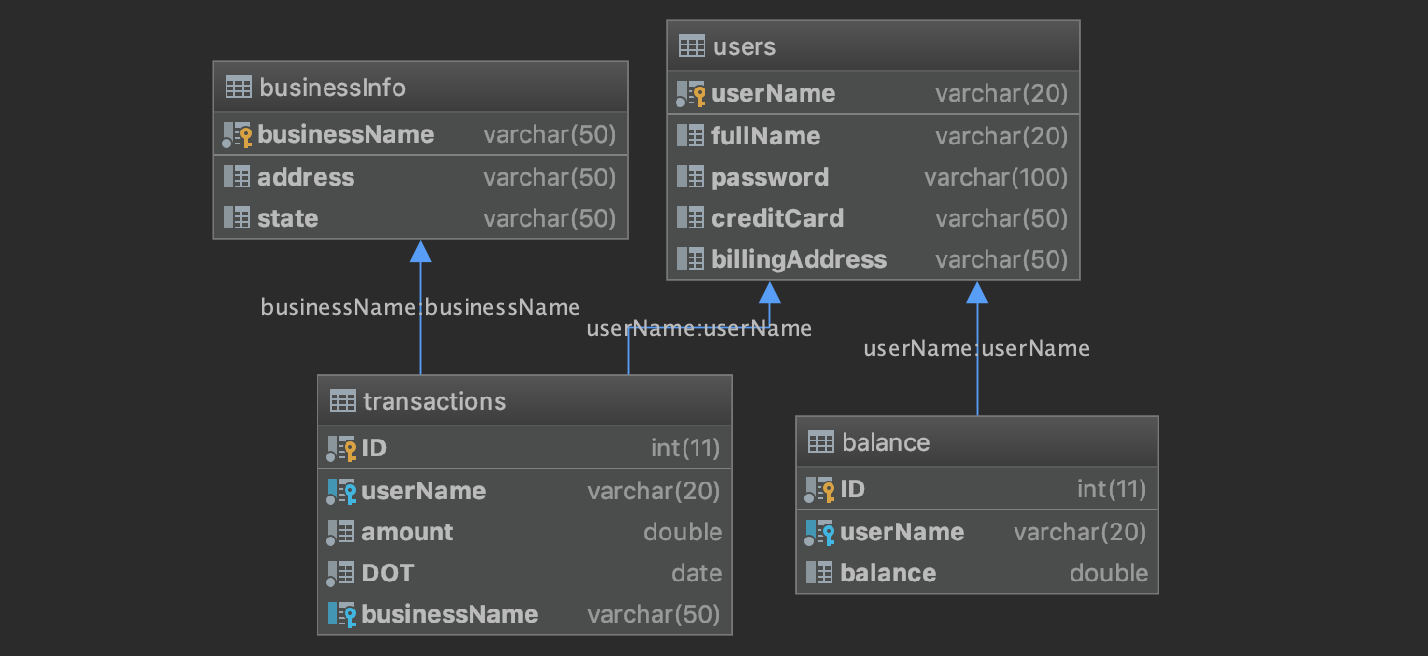 businessInfo
businessName varchar(50)
address varchar(50)
state varchar(50)
users
userName varchar(20)
fullName varchar(20)
password varchar(100)
creditCard varchar(50)
billingAddress varchar(50)
businessName:businessName
userName:userName
userName:userName
transactions
ID int(11)
userName varchar(20)
amount double
DOT date
businessName varchar(50)
balance
ID int(11)
userName varchar(20)
balance double